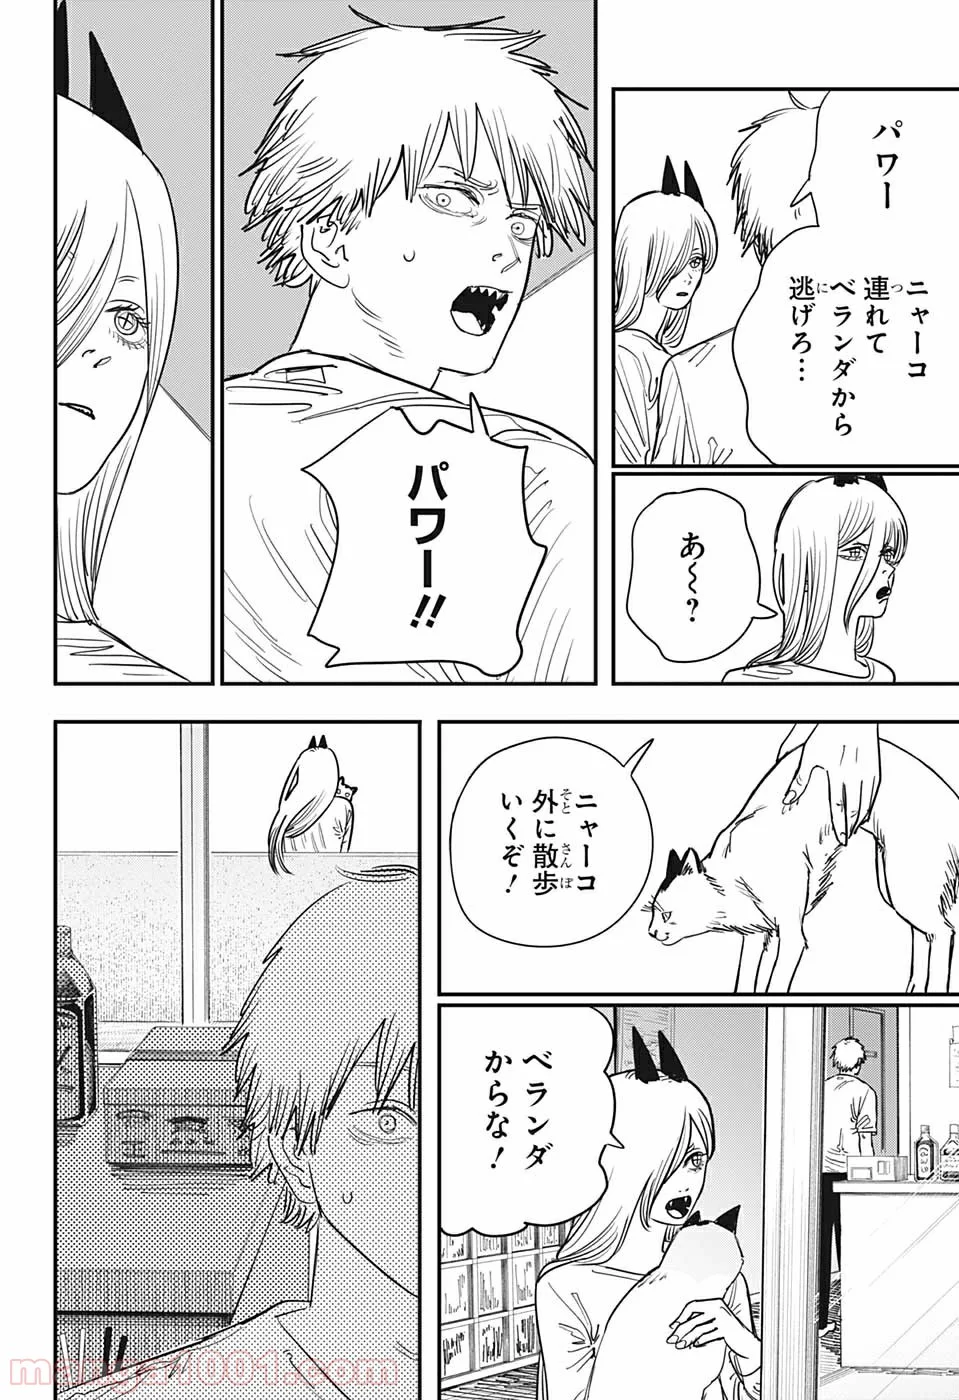 パワー
ニャーコ
連れて
ベランダから
逃げろ…
あ〜?
パワー!!
ニャーコ
外に散歩
いくぞ!
ベランダ
からな!
manga1001.com